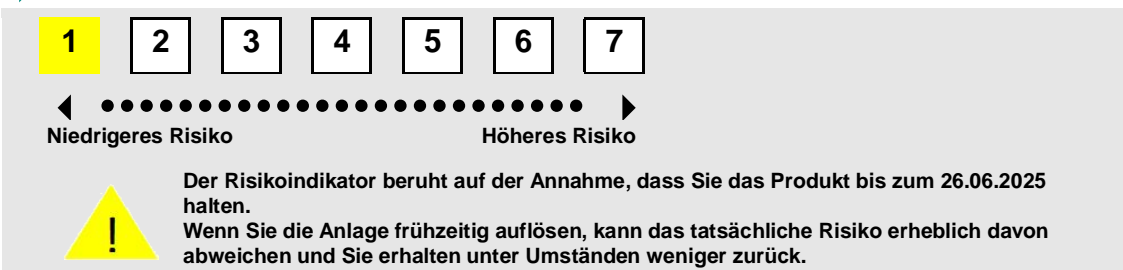 1 2 3 4 5 6 7
Niedrigeres Risiko Höheres Risiko
! Der Risikoindikator beruht auf der Annahme, dass Sie das Produkt bis zum 26.06.2025
halten.
Wenn Sie die Anlage frühzeitig auflösen, kann das tatsächliche Risiko erheblich davon
abweichen und Sie erhalten unter Umständen weniger zurück.